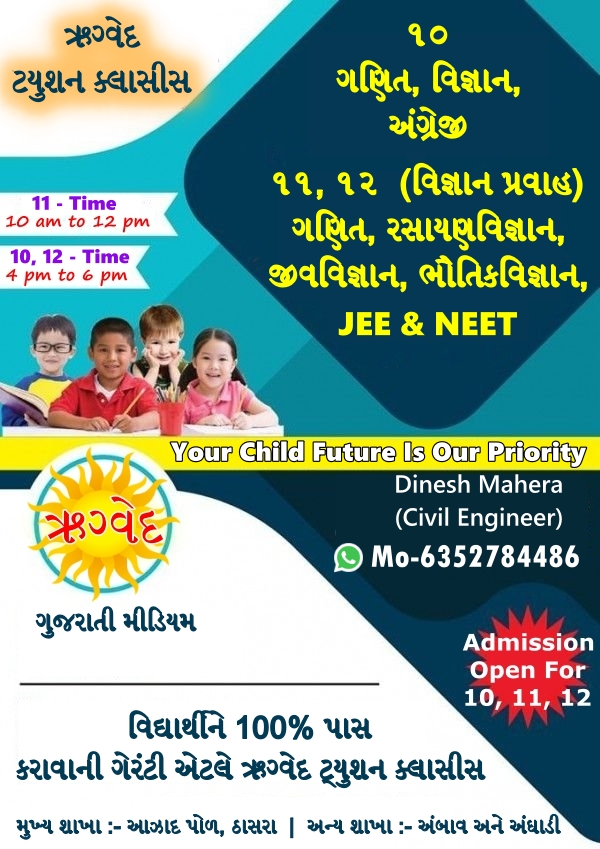 ઋગ્વેદ
ટયુશન ક્લાસીસ
૧૦
ગણિત, વિજ્ઞાન,
અંગ્રેજી
૧૧, ૧૨ (વિજ્ઞાન પ્રવાહ)
ગણિત, રસાયણવિજ્ઞાન,
જીવવિજ્ઞાન, ભૌતિકવિજ્ઞાન,
JEE & NEET
11 - Time
10 am to 12 pm
10, 12 - Time
4 pm to 6 pm
Your Child Future Is Our Priority
Dinesh Mahera
(Civil Engineer)
Mo-6352784486
ઋગ્વેદ
ગુજરાતી મીડિયમ
Admission
Open For
10, 11, 12
વિદ્યાર્થીને 100% પાસ
કરાવાની ગેરંટી એટલે ઋગ્વેદ ટ્યુશન ક્લાસીસ
મુખ્ય શાખા :- આઝાદ પોળ, ઠાસરા | અન્ય શાખા :- અંબાવ અને અંઘાડી